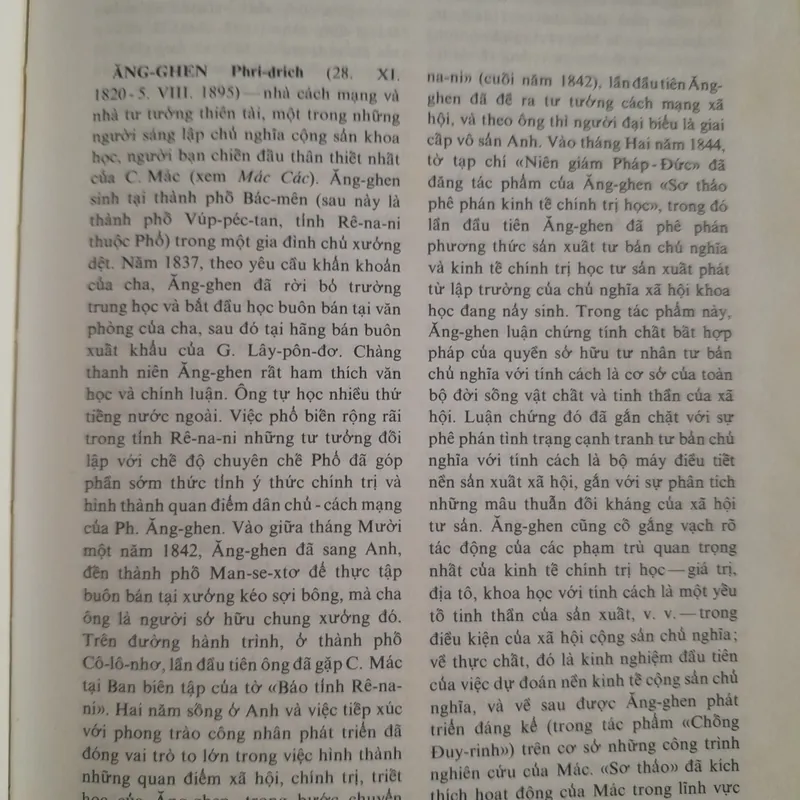 ĂNG-GHEN Phri-đrich (28. XI.
1820-5. VIII. 1895)—nhà cách mạng và
nhà tư tưởng thiên tài, một trong những
người sáng lập chủ nghĩa cộng sản khoa
học, người bạn chiến đấu thân thiết nhất
của C. Mác (xem Mác Các). Ăng-ghen
sinh tại thành phố Bác-mên (sau này là
thành phố Vúp-péc-tan, tỉnh Rê-na-ni
thuộc Phổ) trong một gia đình chủ xưởng
dệt. Năm 1837, theo yêu cầu khẩn khoản
của cha, Ăng-ghen đã rời bỏ trường
trung học và bắt đầu học buôn bán tại văn
phòng của cha, sau đó tại hãng bán buôn
xuất khẩu của G. Lây-pôn-đơ. Chàng
thanh niên Ăng-ghen rất ham thích văn
học và chính luận. Ông tự học nhiều thứ
tiếng nước ngoài. Việc phổ biến rộng rãi
trong tỉnh Rê-na-ni những tư tưởng đối
lập với chế độ chuyên chế Phổ đã góp
phần sớm thức tỉnh ý thức chính trị và
hình thành quan điểm dân chủ-cách mạng
của Ph. Ăng-ghen. Vào giữa tháng Mười
một năm 1842, Ăng-ghen đã sang Anh,
đến thành phố Man-se-xtơ để thực tập
buôn bán tại xưởng kéo sợi bông, mà cha
ông là người sở hữu chung xưởng đó.
Trên đường hành trình, ở thành phố
Cô-lô-nhơ, lần đầu tiên ông đã gặp C. Mác
tại Ban biên tập của tờ «Báo tỉnh Rê-na-
ni». Hai năm sống ở Anh và việc tiếp xúc
với phong trào công nhân phát triển đã
đóng vai trò to lớn trong việc hình thành
những quan điểm xã hội, chính trị, triết
học của Ăng-ghen, trong bước chuyển
na-ni» (cuối năm 1842), lần đầu tiên Ăng-
ghen đã đề ra tư tưởng cách mạng xã
hội, và theo ông thì người đại biểu là giai
cấp vô sản Anh. Vào tháng Hai năm 1844,
tờ tạp chí «Niên giám Pháp-Đức» đã
đăng tác phẩm của Ăng-ghen «Sơ thảo
phê phán kinh tế chính trị học», trong đó
lần đầu tiên Ăng-ghen đã phê phán
phương thức sản xuất tư bản chủ nghĩa
và kinh tế chính trị học tư sản xuất phát
từ lập trường của chủ nghĩa xã hội khoa
học đang nảy sinh. Trong tác phẩm này,
Ăng-ghen luận chứng tính chất bất hợp
pháp của quyền sở hữu tư nhân tư bản
chủ nghĩa với tính cách là cơ sở của toàn
bộ đời sống vật chất và tinh thần của xã
hội. Luận chứng đó đã gắn chặt với sự
phê phán tình trạng cạnh tranh tư bản chủ
nghĩa với tính cách là bộ máy điều tiết
nền sản xuất xã hội, gắn với sự phân tích
những mâu thuẫn đối kháng của xã hội
tư sản. Ăng-ghen cũng cố gắng vạch rõ
tác động của các phạm trù quan trọng
nhất của kinh tế chính trị học—giá trị,
địa tô, khoa học với tính cách là một yếu
tố tinh thần của sản xuất, v. v.—trong
điều kiện của xã hội cộng sản chủ nghĩa;
về thực chất, đó là kinh nghiệm đầu tiên
của việc dự đoán nền kinh tế cộng sản chủ
nghĩa, và về sau được Ăng-ghen phát
triển đáng kể (trong tác phẩm «Chống
Đuy-rinh») trên cơ sở những công trình
nghiên cứu của Mác. «Sơ thảo» đã kích
thích hoạt động của Mác trong lĩnh vực